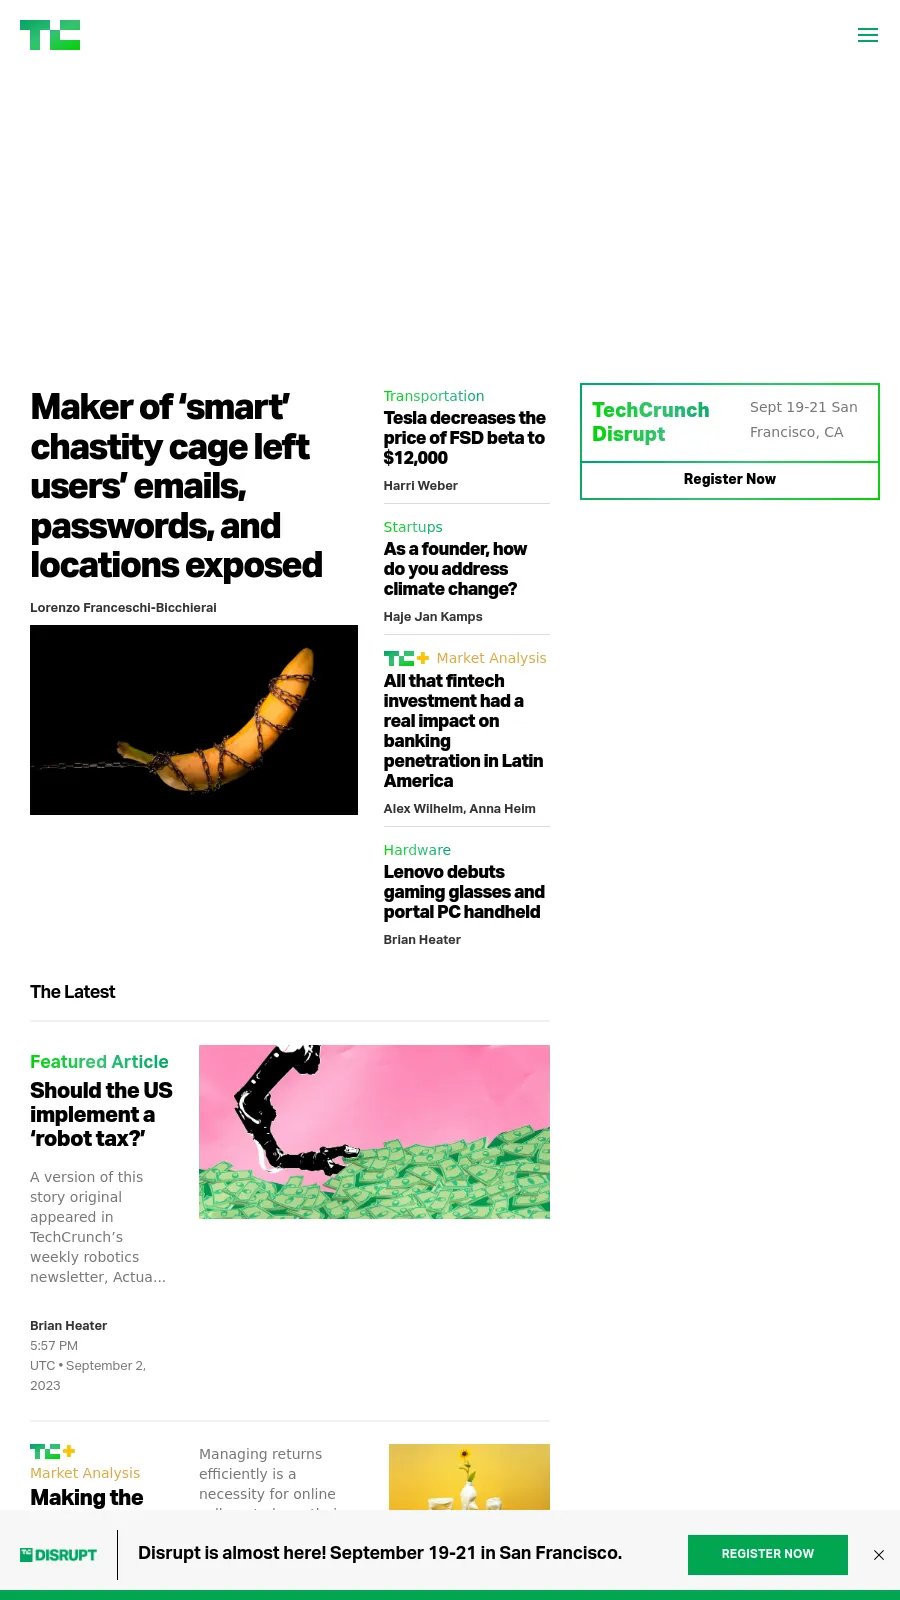 TC
Maker of ‘smart’
chastity cage left
users’ emails,
passwords, and
locations exposed
Lorenzo Franceschi-Bicchierai
Transportation
Tesla decreases the
price of FSD beta to
$12,000
Harri Weber
Startups
As a founder, how
do you address
climate change?
Haje Jan Kamps
TC+ Market Analysis
All that fintech
investment had a
real impact on
banking
penetration in Latin
America
Alex Wilhelm, Anna Heim
Hardware
Lenovo debuts
gaming glasses and
portal PC handheld
Brian Heater
TechCrunch
Disrupt
Sept 19-21 San
Francisco, CA
Register Now
The Latest
Featured Article
Should the US
implement a
‘robot tax?’
A version of this
story original
appeared in
TechCrunch’s
weekly robotics
newsletter, Actua...
Brian Heater
5:57 PM
UTC • September 2,
2023
TC+
Market Analysis
Making the
Managing returns
efficiently is a
necessity for online
TC DISRUPT
Disrupt is almost here! September 19-21 in San Francisco.
REGISTER NOW